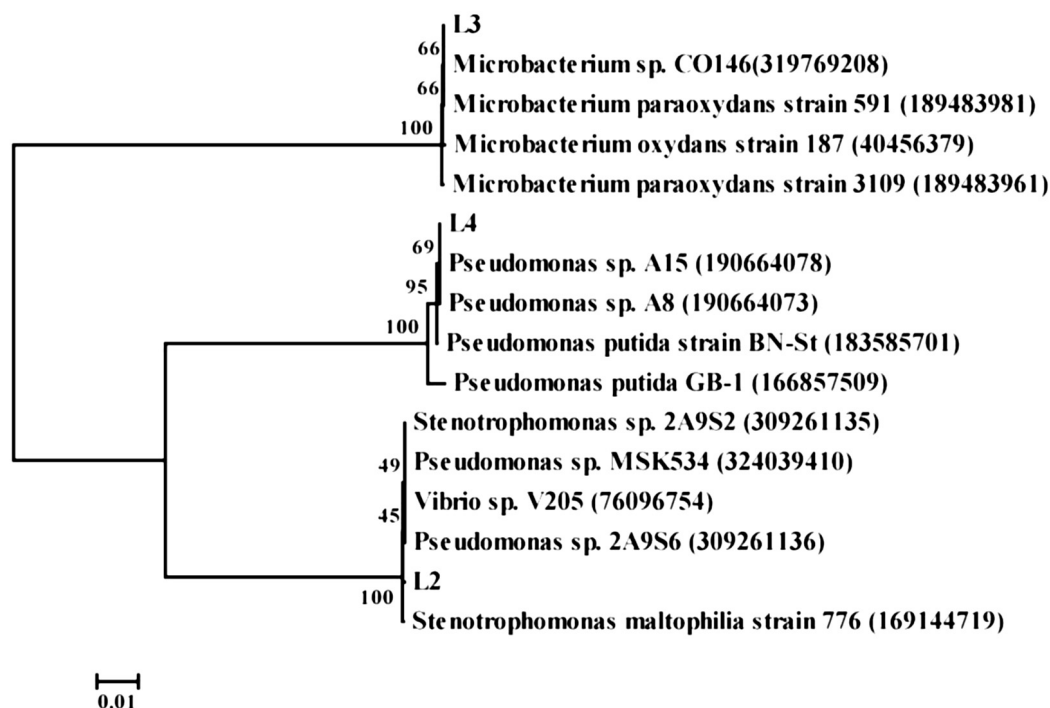 L3
66
Microbacterium sp. CO146(319769208)
66
Microbacterium paraoxydans strain 591 (189483981)
100
Microbacterium oxydans strain 187 (40456379)
Microbacterium paraoxydans strain 3109 (189483961)
L4
69
Pseudomonas sp. A15 (190664078)
95
Pseudomonas sp. A8 (190664073)
100
Pseudomonas putida strain BN-St (183585701)
Pseudomonas putida GB-1 (166857509)
Stenotrophomonas sp. 2A9S2 (309261135)
49
Pseudomonas sp. MSK534 (324039410)
Vibrio sp. V205 (76096754)
45
Pseudomonas sp. 2A9S6 (309261136)
L2
100
Stenotrophomonas maltophilia strain 776 (169144719)
0.01